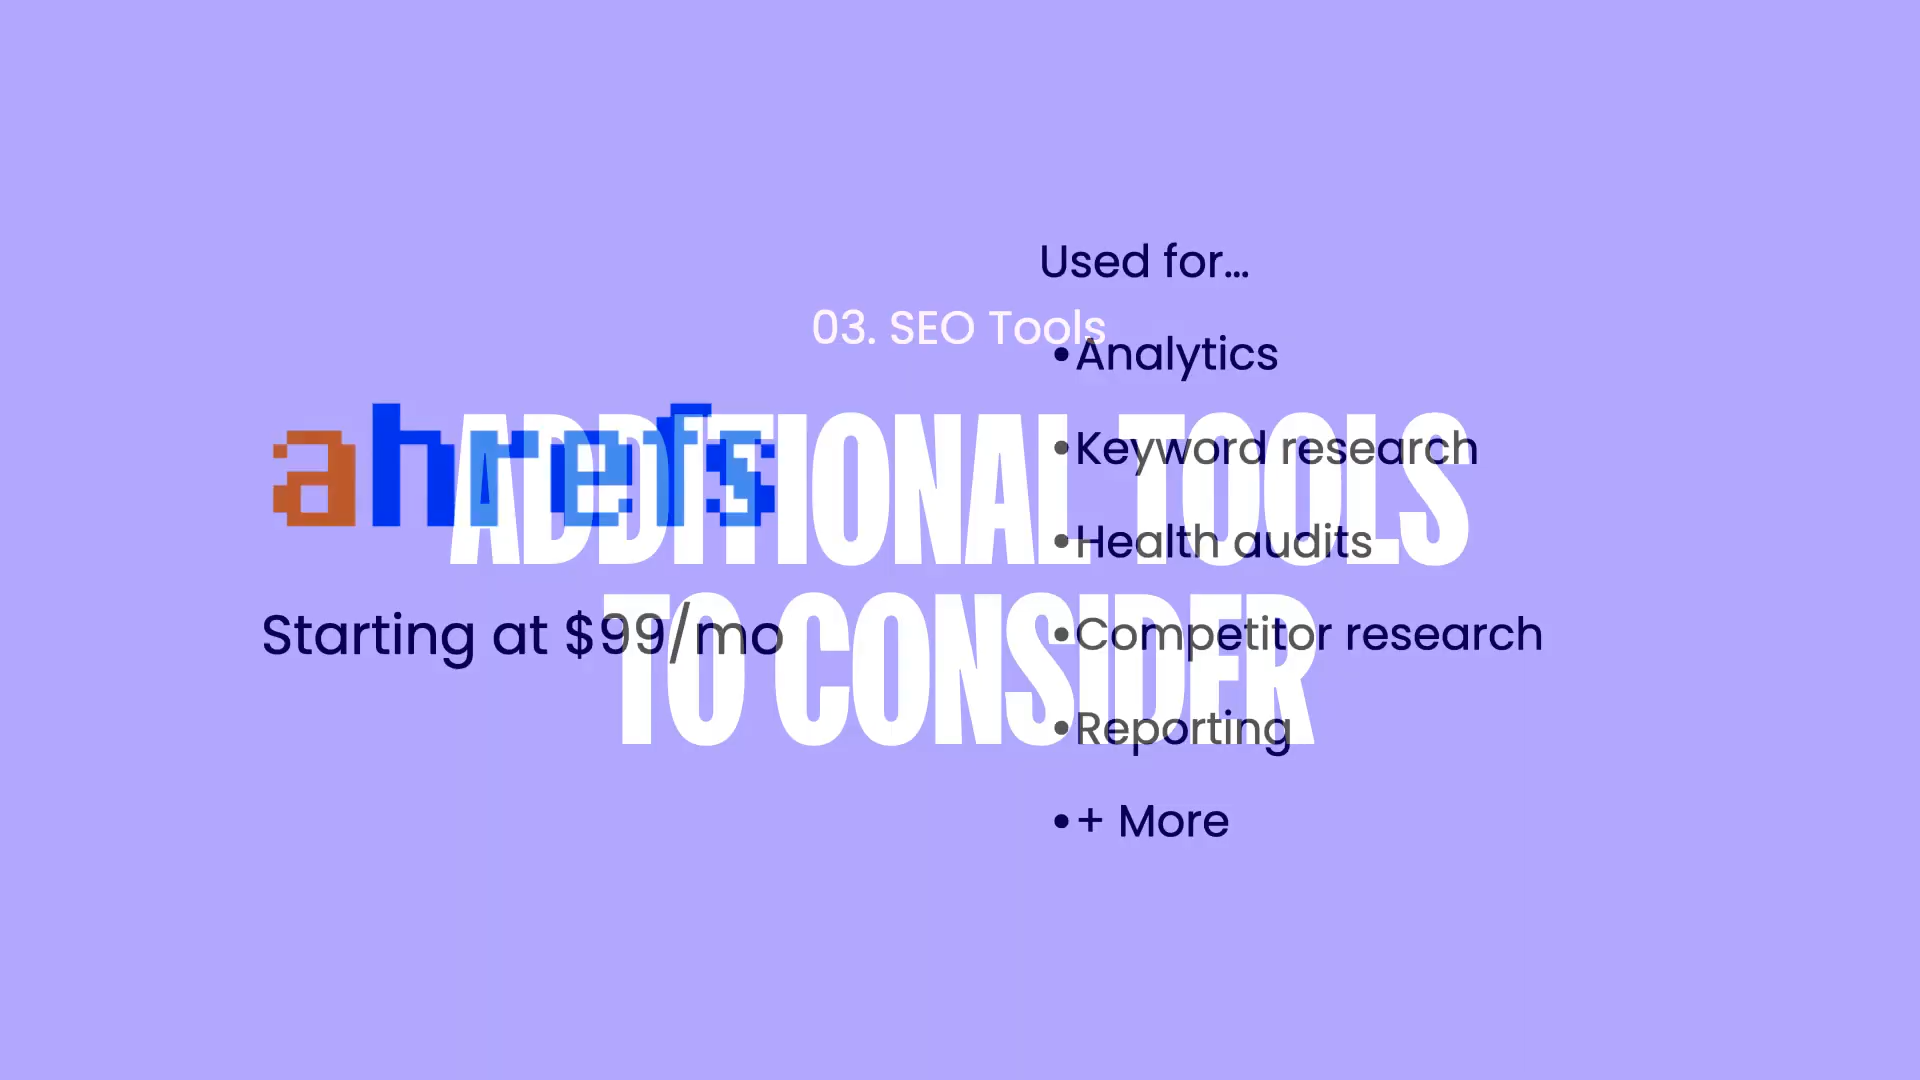 03. SEO Tools
ADDITIONAL TOOLS
TO CONSIDER
ahrefs
Starting at $99/mo
Used for...
•Analytics
•Keyword research
•Health audits
•Competitor research
•Reporting
•+ More